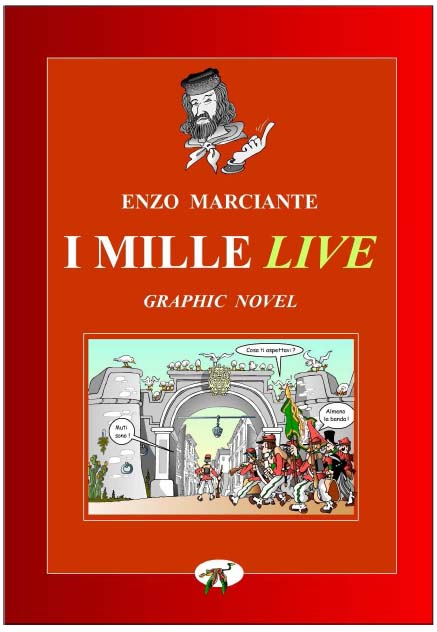 ENZO MARCIANTE
I MILLE LIVE
GRAPHIC NOVEL
Cosa ti aspettavi ?
Almeno
la banda !
Muti
sono !